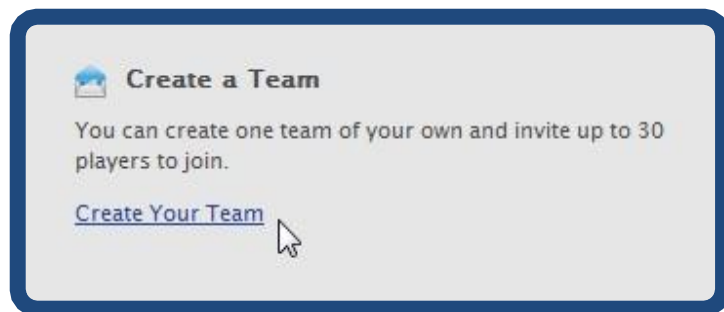 Create a Team
You can create one team of your own and invite up to 30
players to join.
Create Your Team